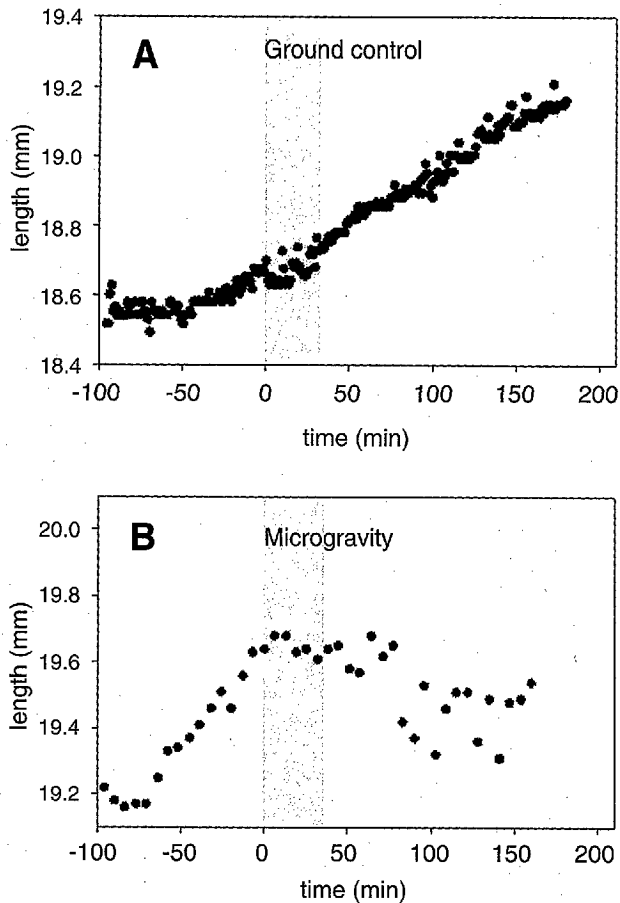 A
Ground control
19.4
19.2
19.0
18.8
18.6
18.4
length (mm)
-100 -50 0 50 100 150 200
time (min)
B
Microgravity
20.0
19.8
19.6
19.4
19.2
length (mm)
-100 -50 0 50 100 150 200
time (min)